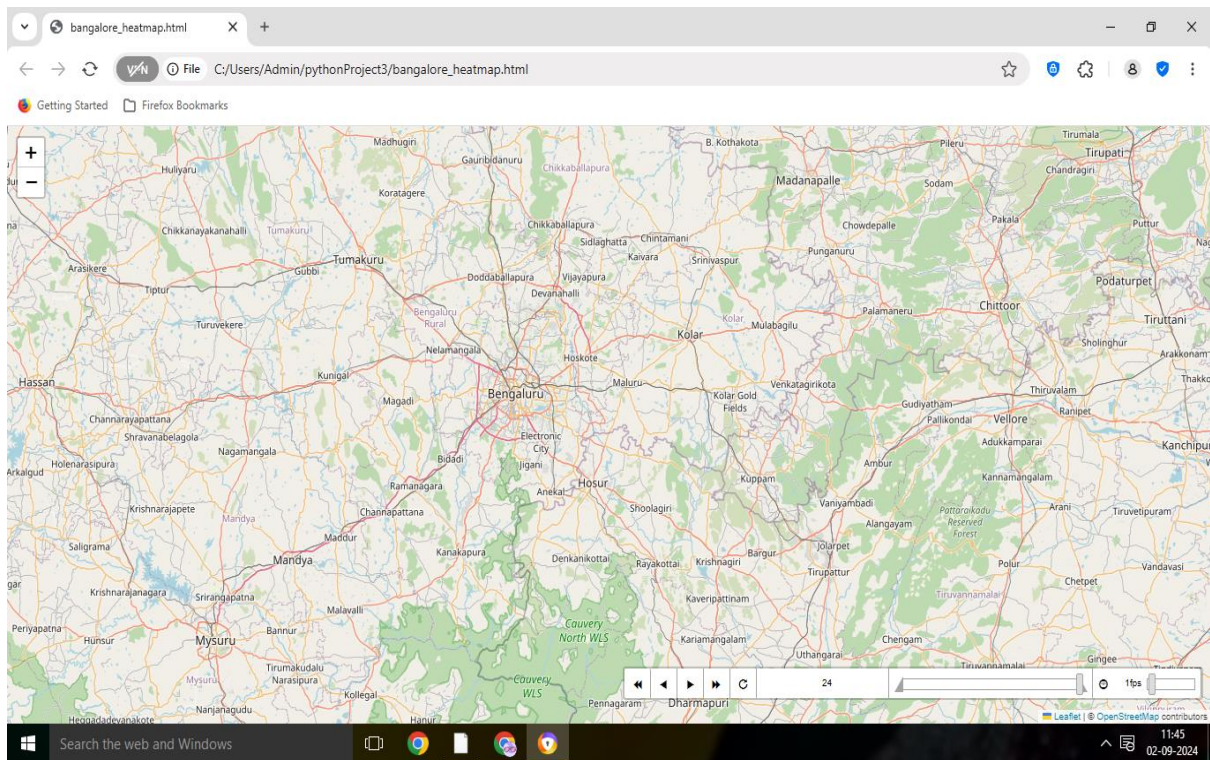 bangalore_heatmap.html
File C:/Users/Admin/pythonProject3/bangalore_heatmap.html
Getting Started Firefox Bookmarks
+
−
Madhugiri
Gauribidanuru
B. Kothakota
Pileru
Tirumala
Tirupati
Huliyaru
Chikkaballapura
Chandragiri
Koratagere
Madanapalle
Sodam
Chikkanayakanahalli
Tumakuru
Chikkaballapura
Chowdepalle
Pakala
Puttur
Sidlaghatta
Chintamani
Kaivara
Srinivaspur
Punganuru
Arasikere
Gubbi
Tumakuru
Tiptur
Doddaballapura
Vijayapura
Devanahalli
Podaturpet
Chittoor
Palamaneru
Turuvekere
Bengaluru
Rural
Kolar
Kolar
Mulabagilu
Tiruttani
Sholinghur
Arakkonam
Nelamangala
Hoskote
Hassan
Kunigal
Maluru
Venkatagirikota
Thiruvalam
Magadi
Bengaluru
Kolar Gold
Fields
Gudiyatham
Pallikondai
Vellore
Ranipet
Channarayapattana
Shravanabelagola
Electronic
City
Adukkamparai
Nagamangala
Bidadi
Jigani
Ambur
Arkalgud
Holenarasipura
Ramanagara
Anekal
Hosur
Kuppam
Kannamangalam
Krishnarajapete
Mandya
Channapattana
Shoolagiri
Vaniyambadi
Alangayam
Pattaraikadu
Reserved
Forest
Arani
Tiruvetipuram
Maddur
Saligrama
Mandya
Kanakapura
Denkanikottai
Rayakottai
Krishnagiri
Bargur
Jolarpet
Tirupattur
Polur
Chetpet
Vandavasi
Krishnarajanagara
Srirangapatna
Malavalli
Kaveripattinam
Tiruvannamalai
Periyapatna
Hunsur
Mysuru
Bannur
Cauvery
North WLS
Kariamangalam
Uthangarai
Chengam
Tiruvannamalai
Gingee
Mysuru
Tirumakudalu
Narasipura
Cauvery
WLS
24
1fps
Nanjanagudu
Kollegal
Pennagaram
Dharmapuri
Heggadadevanakote
Hanur
Leaflet | © OpenStreetMap contributors
Search the web and Windows
11:45
02-09-2024